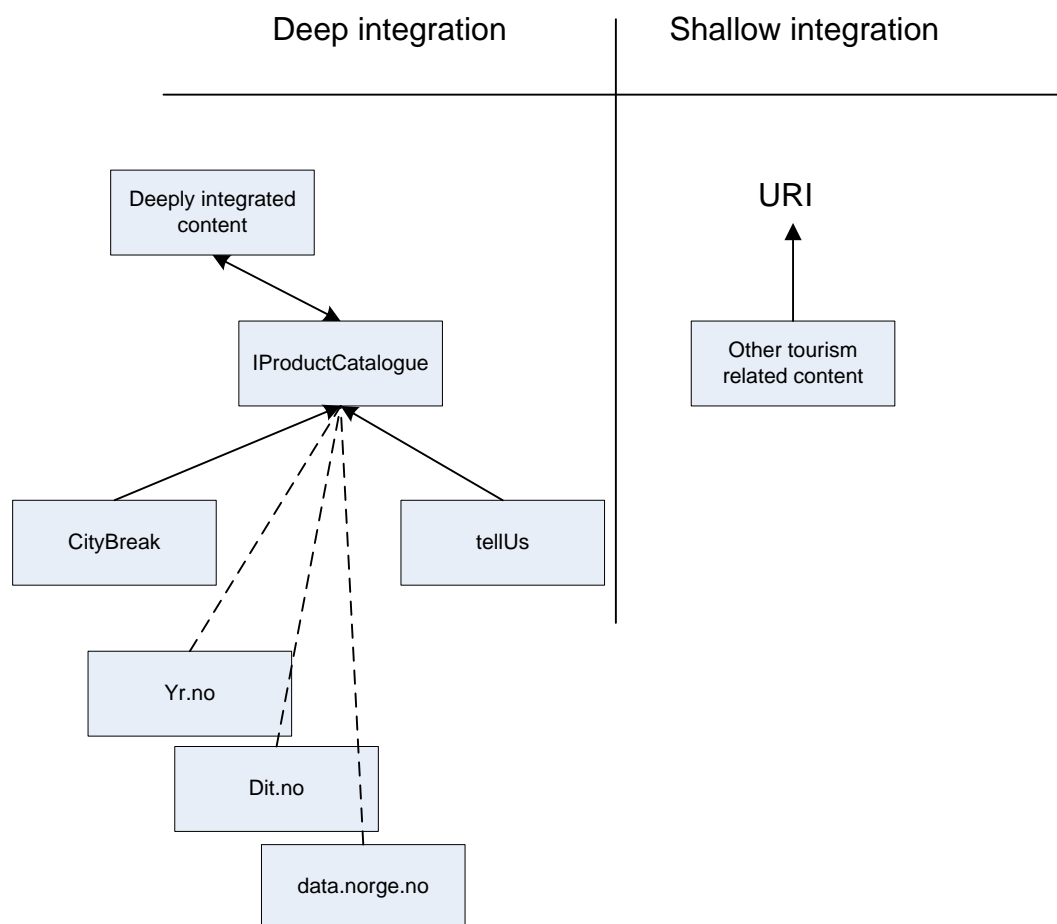 Deep integration
Shallow integration
Deeply integrated
content
URI
IProductCatalogue
Other tourism
related content
CityBreak
tellUs
Yr.no
Dit.no
data.norge.no